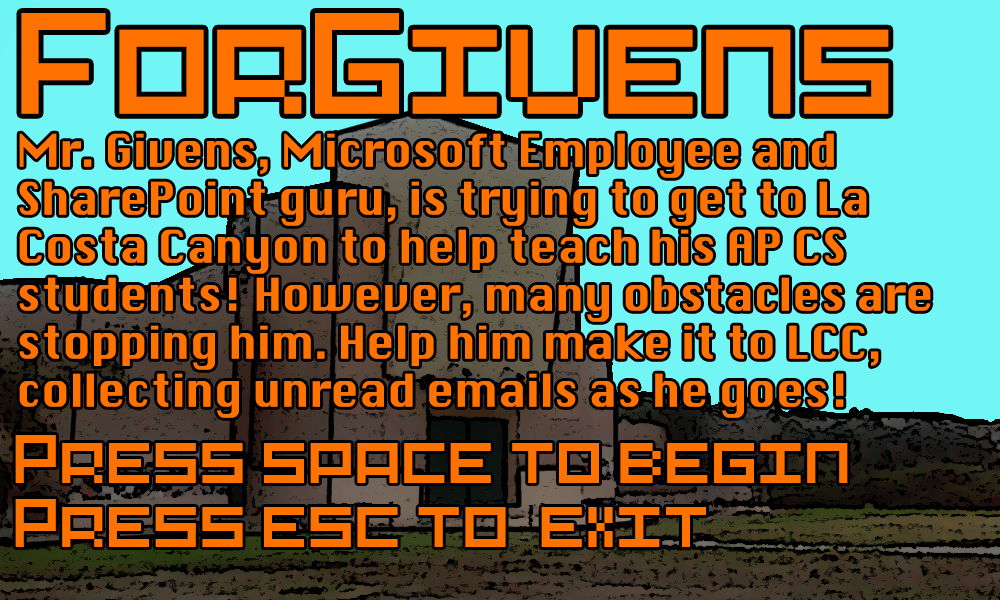 ForGivens
Mr. Givens, Microsoft Employee and
SharePoint guru, is trying to get to La
Costa Canyon to help teach his AP CS
students! However, many obstacles are
stopping him. Help him make it to LCC,
collecting unread emails as he goes!
Press space to begin
Press esc to exit